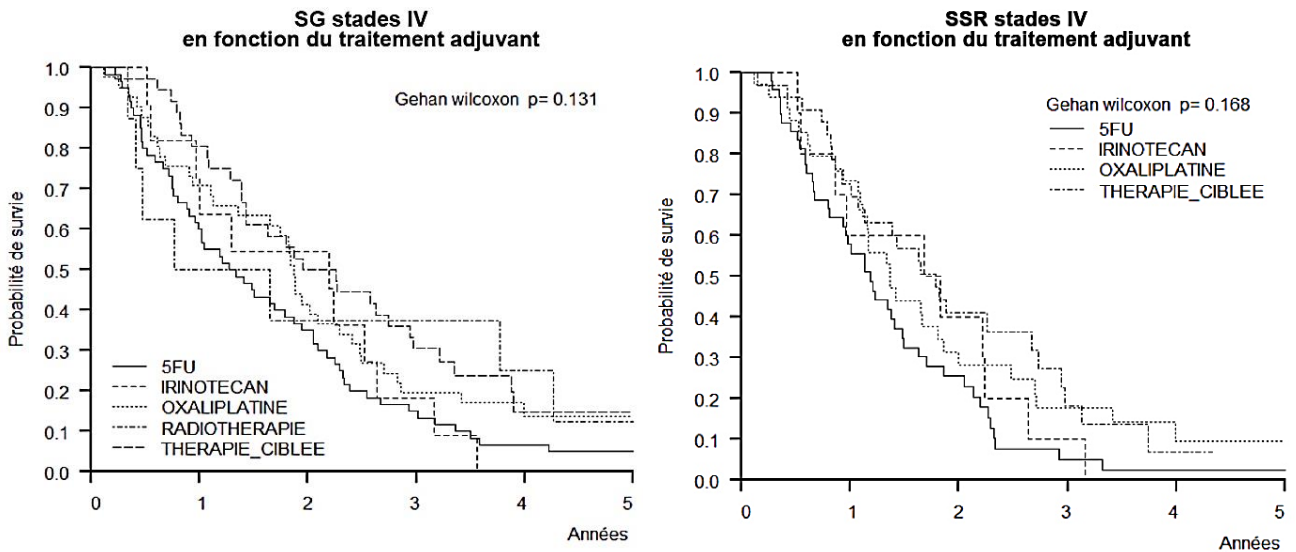 SG stades IV
en fonction du traitement adjuvant
Gehan wilcoxon p= 0.131
Probabilité de survie
1.0
0.9
0.8
0.7
0.6
0.5
0.4
0.3
0.2
0.1
0.0
5FU
IRINOTECAN
OXALIPLATINE
RADIOTHERAPIE
THERAPIE_CIBLEE
0 1 2 3 4 5
Années
SSR stades IV
en fonction du traitement adjuvant
Gehan wilcoxon p= 0.168
5FU
IRINOTECAN
OXALIPLATINE
THERAPIE_CIBLEE
Probabilité de survie
1.0
0.9
0.8
0.7
0.6
0.5
0.4
0.3
0.2
0.1
0.0
0 1 2 3 4 5
Années